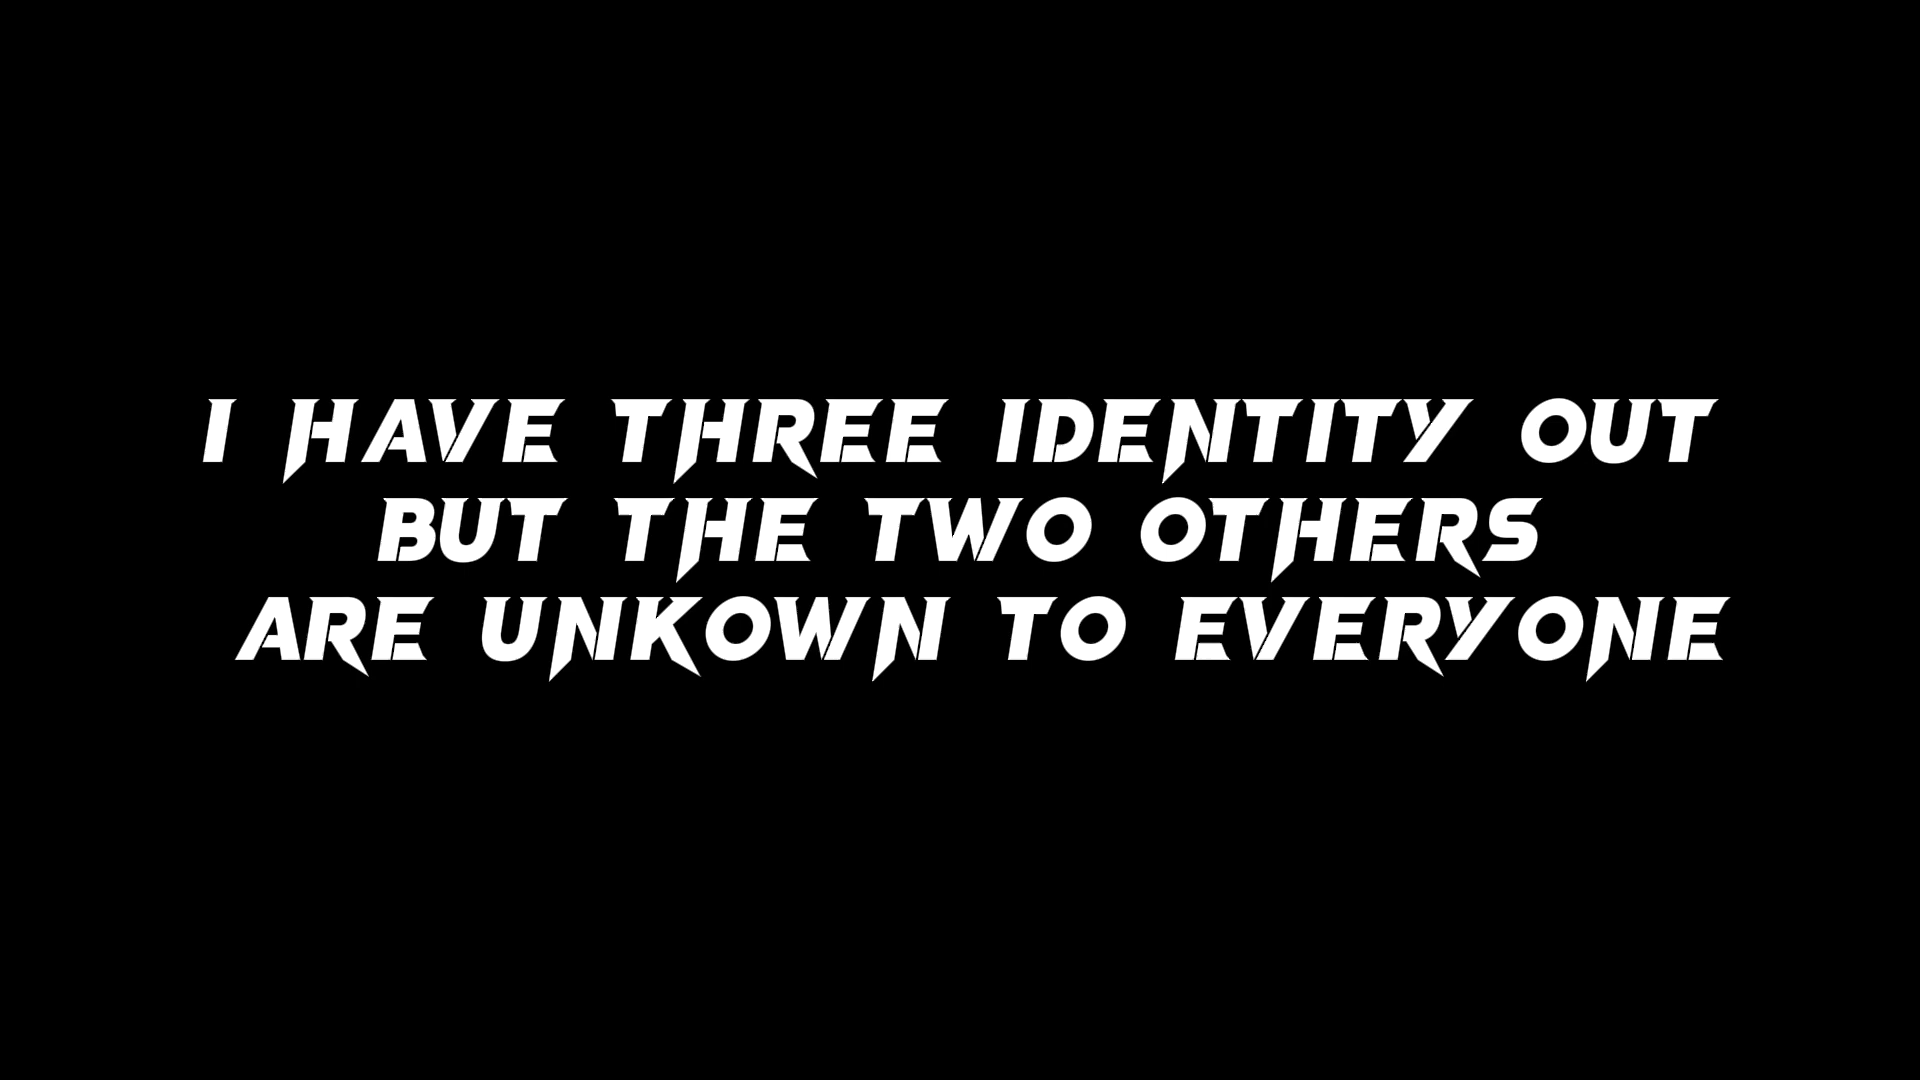 I HAVE THREE IDENTITY OUT
BUT THE TWO OTHERS
ARE UNKOWN TO EVERYONE